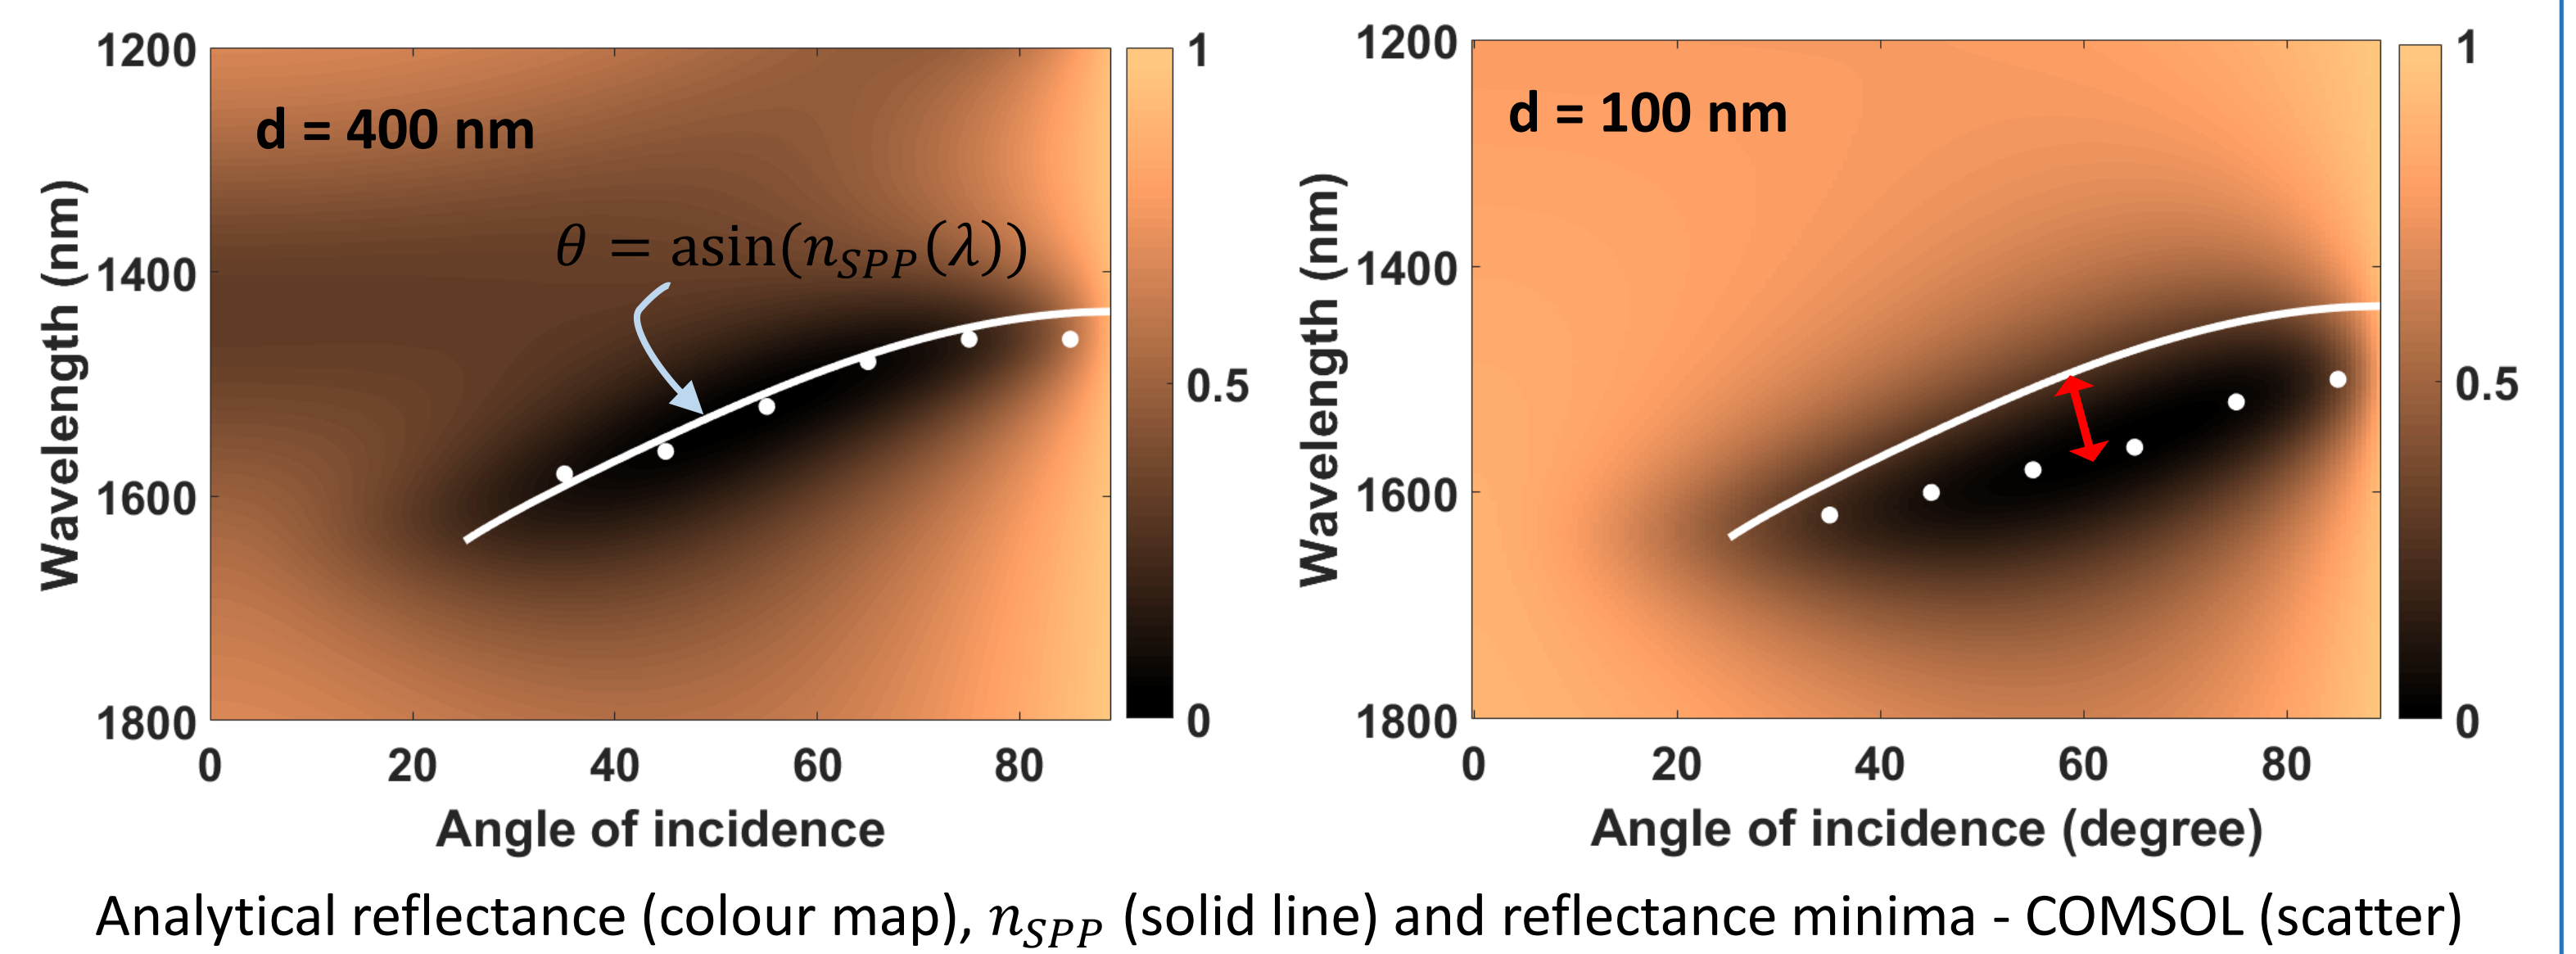 1200
1400
1600
1800
Wavelength (nm)
d = 400 nm
θ = asin(n_SPP(λ))
0 20 40 60 80
Angle of incidence
1
0.5
0
1200
1400
1600
1800
Wavelength (nm)
d = 100 nm
0 20 40 60 80
Angle of incidence (degree)
1
0.5
0
Analytical reflectance (colour map), n_SPP (solid line) and reflectance minima - COMSOL (scatter)